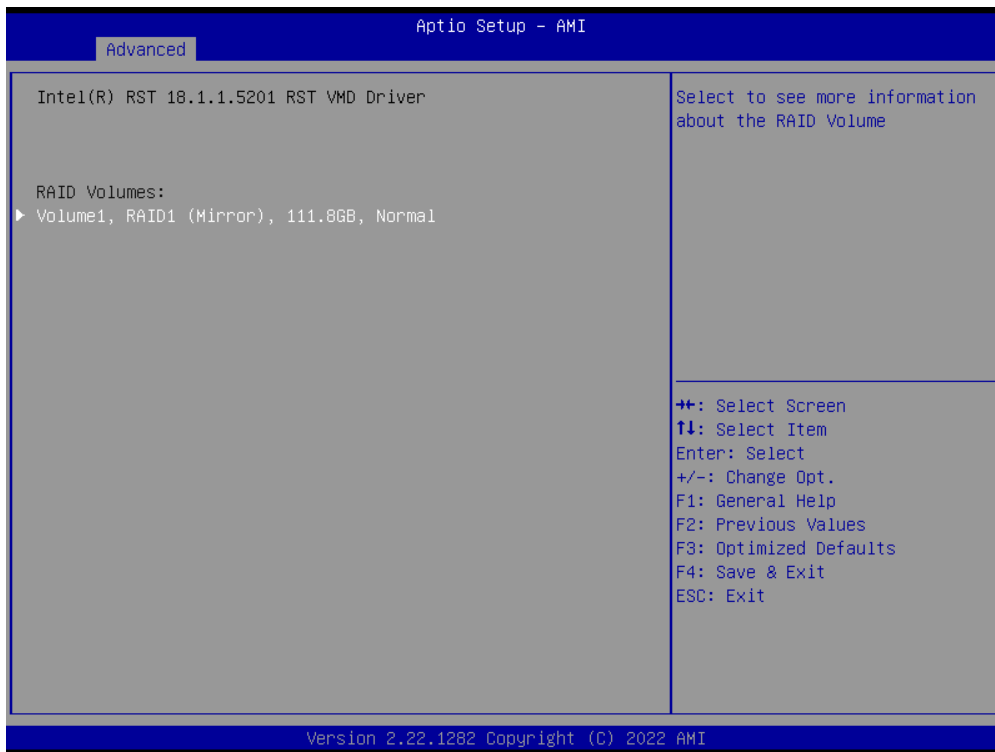 Aptio Setup – AMI
Advanced
Intel(R) RST 18.1.1.5201 RST VMD Driver
RAID Volumes:
Volume1, RAID1 (Mirror), 111.8GB, Normal
Select to see more information
about the RAID Volume
→←: Select Screen
↑↓: Select Item
Enter: Select
+/-: Change Opt.
F1: General Help
F2: Previous Values
F3: Optimized Defaults
F4: Save & Exit
ESC: Exit
Version 2.22.1282 Copyright (C) 2022 AMI